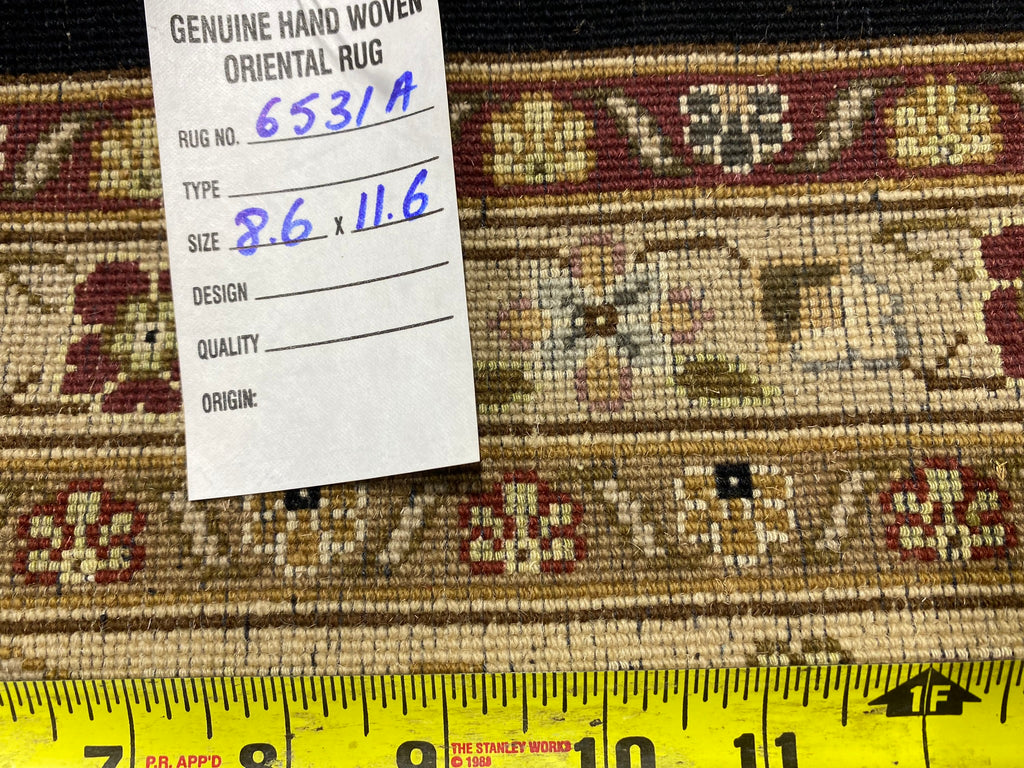 GENUINE HAND WOVEN
ORIENTAL RUG
RUG NO. 6531A
TYPE
SIZE 8.6 x 11.6
DESIGN
QUALITY
ORIGIN:
1F
7 8 9 10 11
P.R. APP'D THE STANLEY WORKS
© 1989